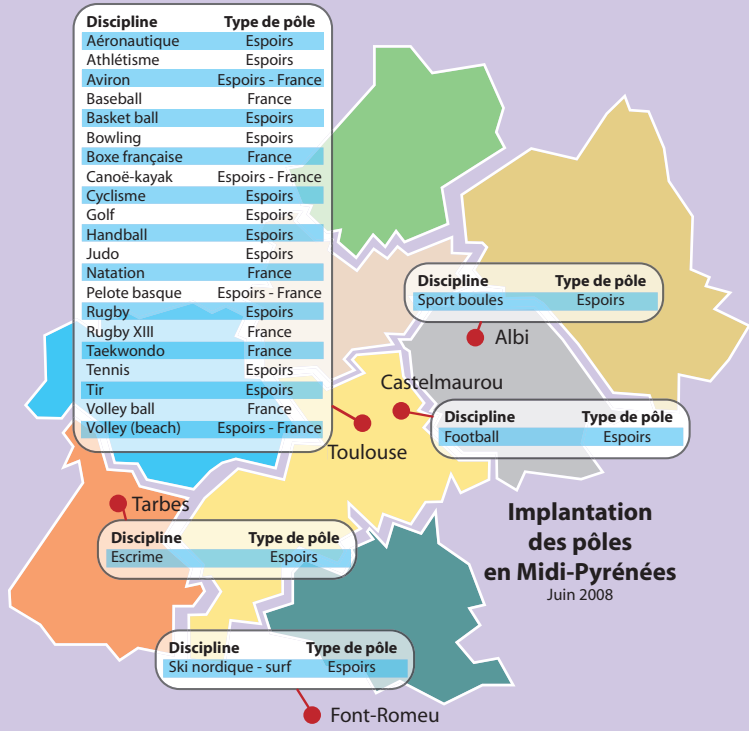 Discipline Type de pôle
Aéronautique Espoirs
Athlétisme Espoirs
Aviron Espoirs - France
Baseball France
Basket ball Espoirs
Bowling Espoirs
Boxe française France
Canoë-kayak Espoirs - France
Cyclisme Espoirs
Golf Espoirs
Handball Espoirs
Judo Espoirs
Natation France
Pelote basque Espoirs - France
Rugby Espoirs
Rugby XIII France
Taekwondo France
Tennis Espoirs
Tir Espoirs
Volley ball France
Volley (beach) Espoirs - France
Toulouse
Discipline Type de pôle
Sport boules Espoirs
Albi
Castelmaurou
Discipline Type de pôle
Football Espoirs
Tarbes
Discipline Type de pôle
Escrime Espoirs
Implantation
des pôles
en Midi-Pyrénées
Juin 2008
Discipline Type de pôle
Ski nordique - surf Espoirs
Font-Romeu